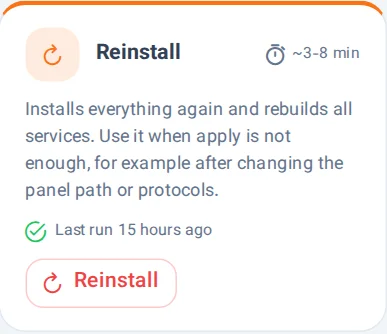 Reinstall
~3-8 min
Installs everything again and rebuilds all
services. Use it when apply is not
enough, for example after changing the
panel path or protocols.
Last run 15 hours ago
Reinstall